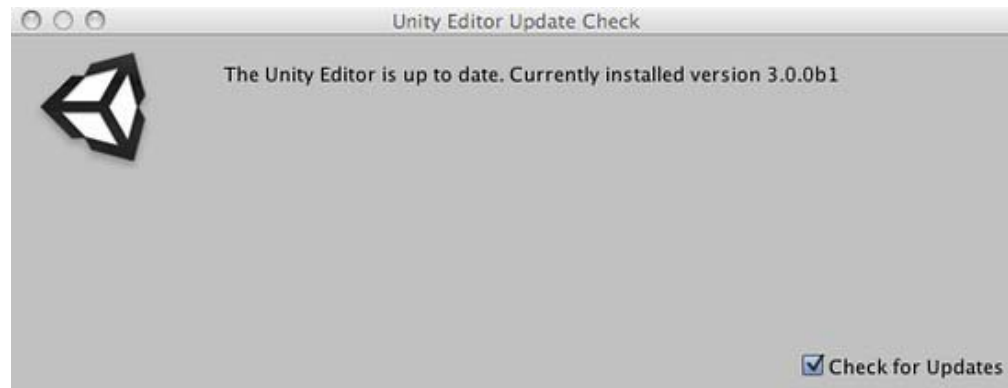 Unity Editor Update Check
The Unity Editor is up to date. Currently installed version 3.0.0b1
Check for Updates